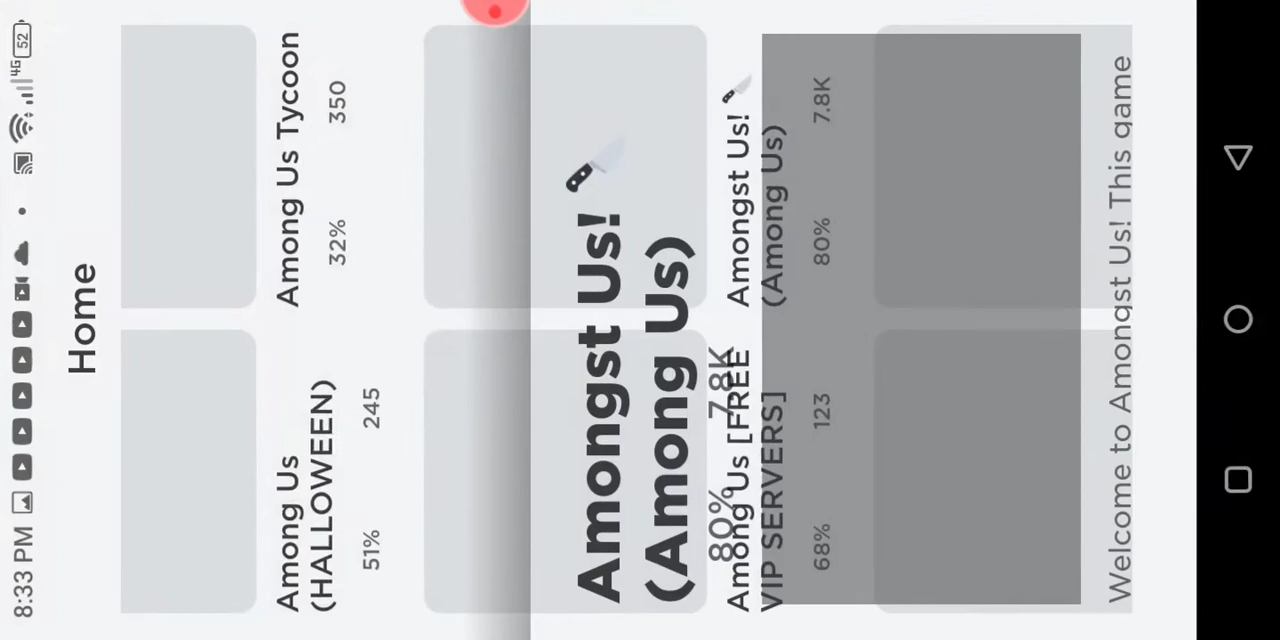 8:33 PM
4G 52
Home
Among Us
(HALLOWEEN)
51% 245
Among Us Tycoon
32% 350
Amongst Us! 🔪
(Among Us)
80% 7.8K
Among Us [FREE
VIP SERVERS]
68% 123
Amongst Us! 🔪
(Among Us)
80% 7.8K
Welcome to Amongst Us! This game